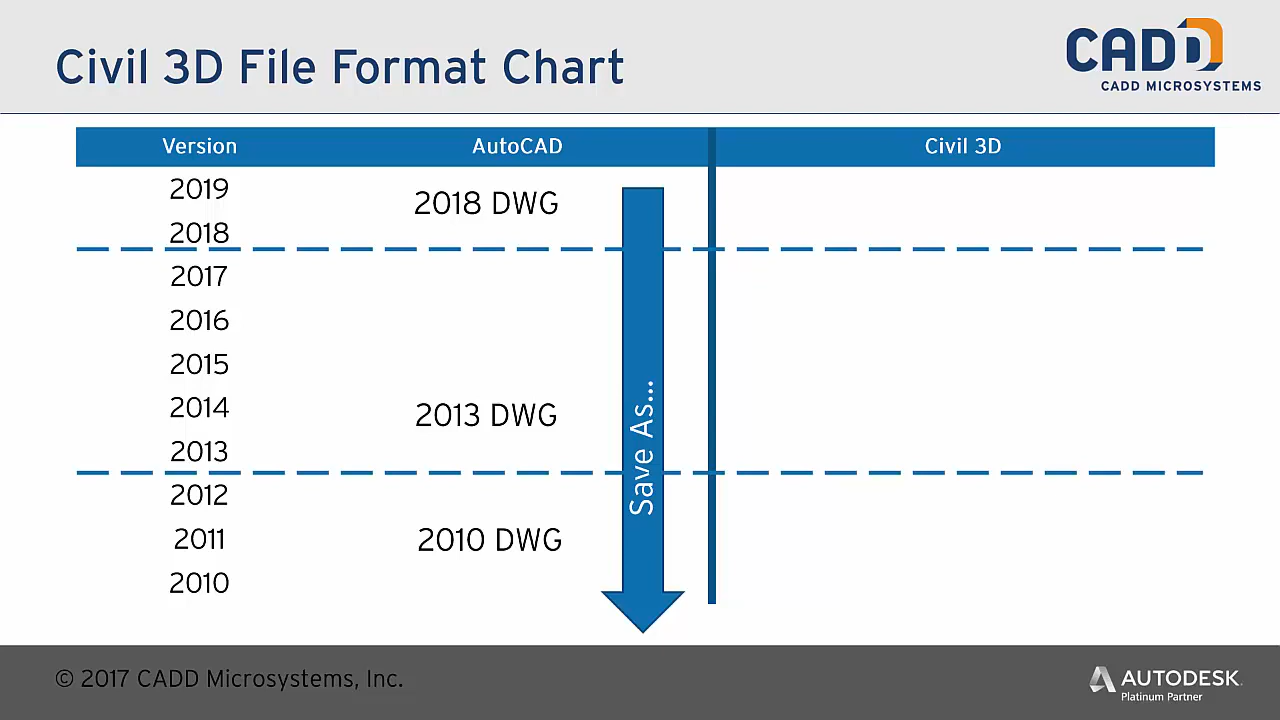 Civil 3D File Format Chart
CADD
CADD MICROSYSTEMS
Version AutoCAD Civil 3D
2019
2018 DWG
2018
2017
2016
2015
2014
2013 DWG
2013
Save As...
2012
2011
2010 DWG
2010
© 2017 CADD Microsystems, Inc.
AUTODESK.
Platinum Partner